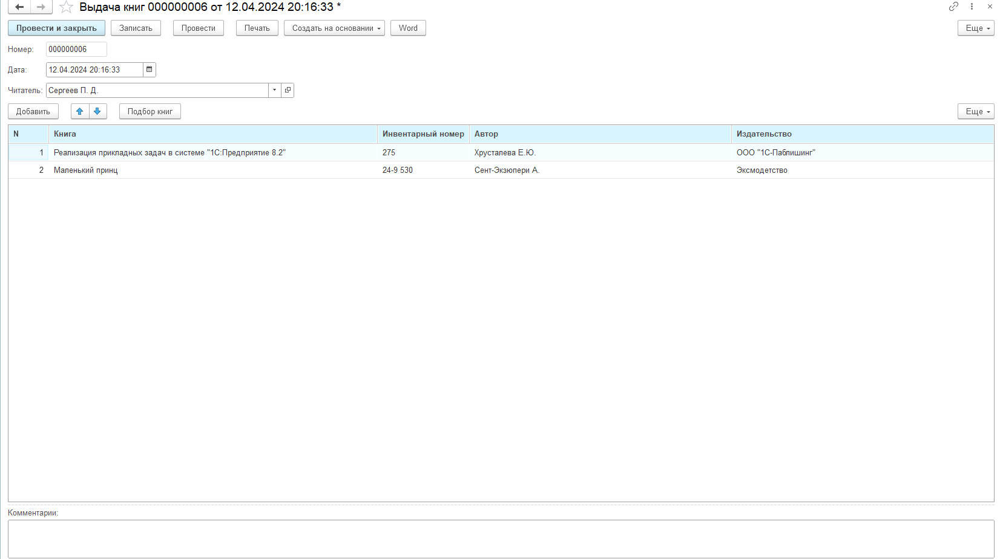 Выдача книг 000000006 от 12.04.2024 20:16:33 *
Провести и закрыть Записать Провести Печать Создать на основании Word Еще
Номер: 000000006
Дата: 12.04.2024 20:16:33
Читатель: Сергеев П. Д.
Добавить Подбор книг Еще
N Книга Инвентарный номер Автор Издательство
1 Реализация прикладных задач в системе "1С:Предприятие 8.2" 275 Хрусталева Е.Ю. ООО "1С-Паблишинг"
2 Маленький принц 24-9 530 Сент-Экзюпери А. Эксмодетство
Комментарии: